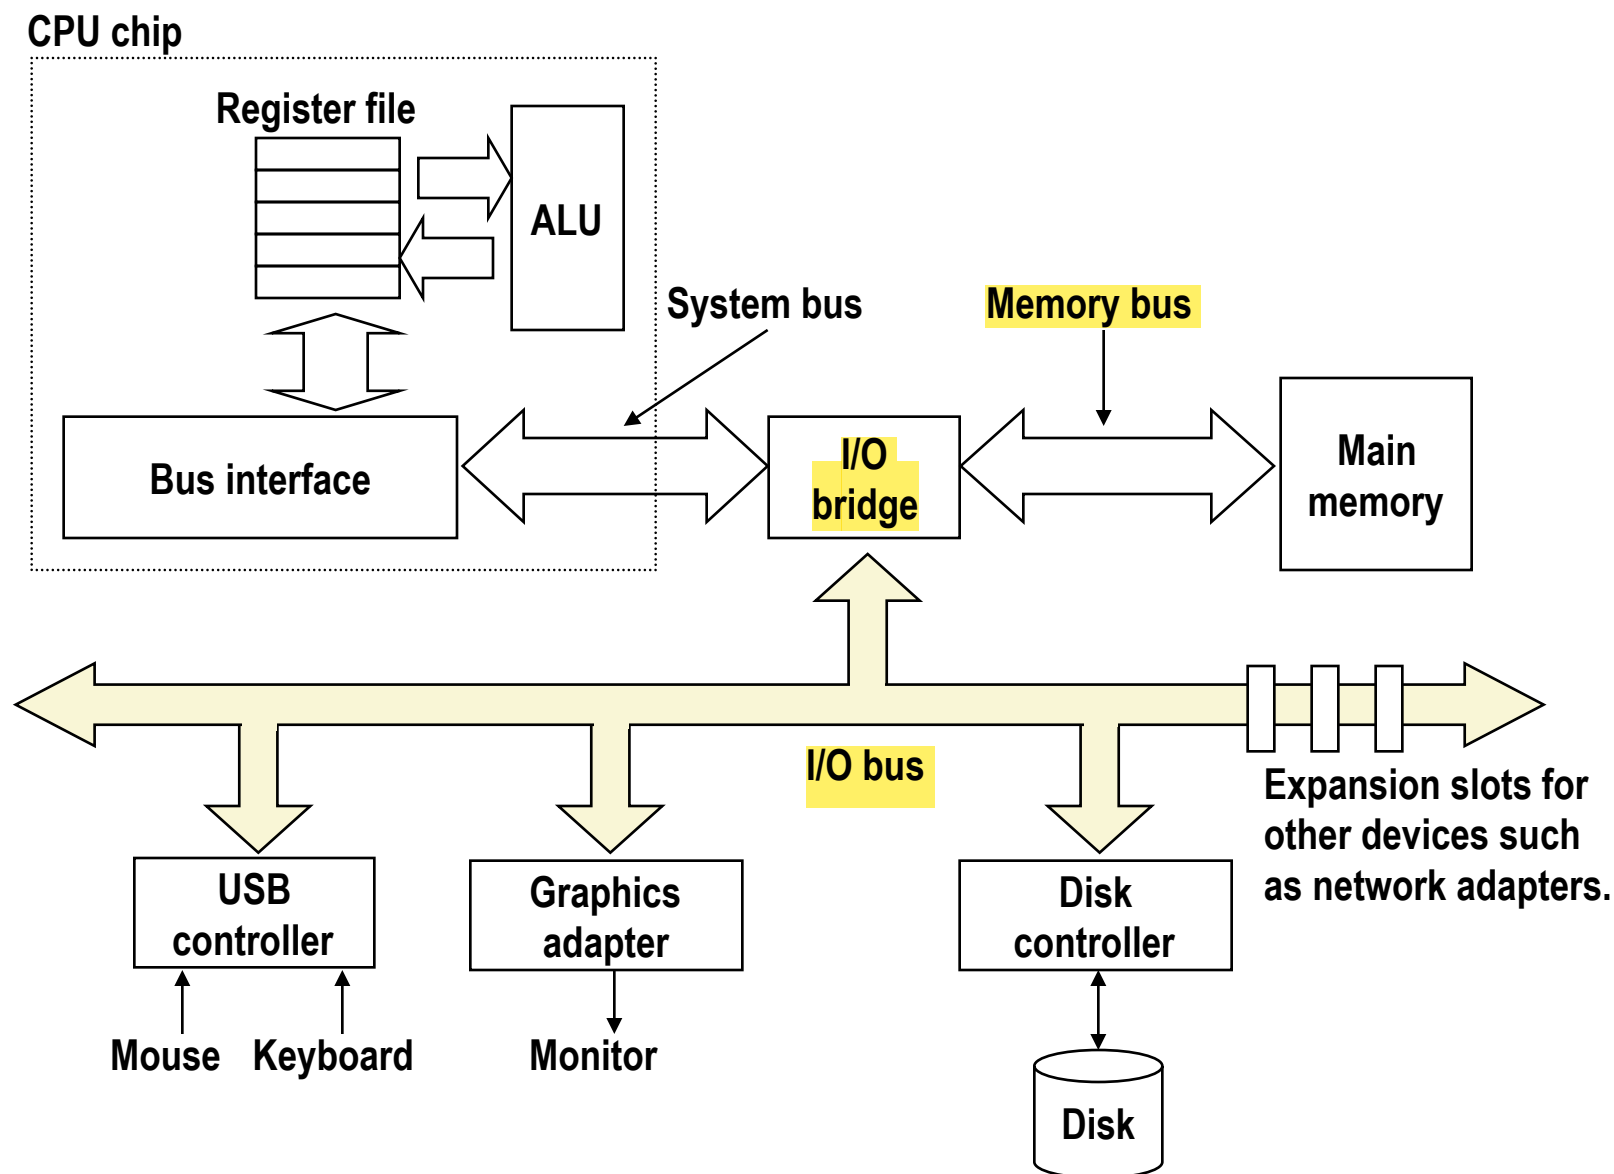 CPU chip
Register file
ALU
System bus
Memory bus
Bus interface
I/O
bridge
Main
memory
I/O bus
Expansion slots for
other devices such
as network adapters.
USB
controller
Graphics
adapter
Disk
controller
Mouse
Keyboard
Monitor
Disk